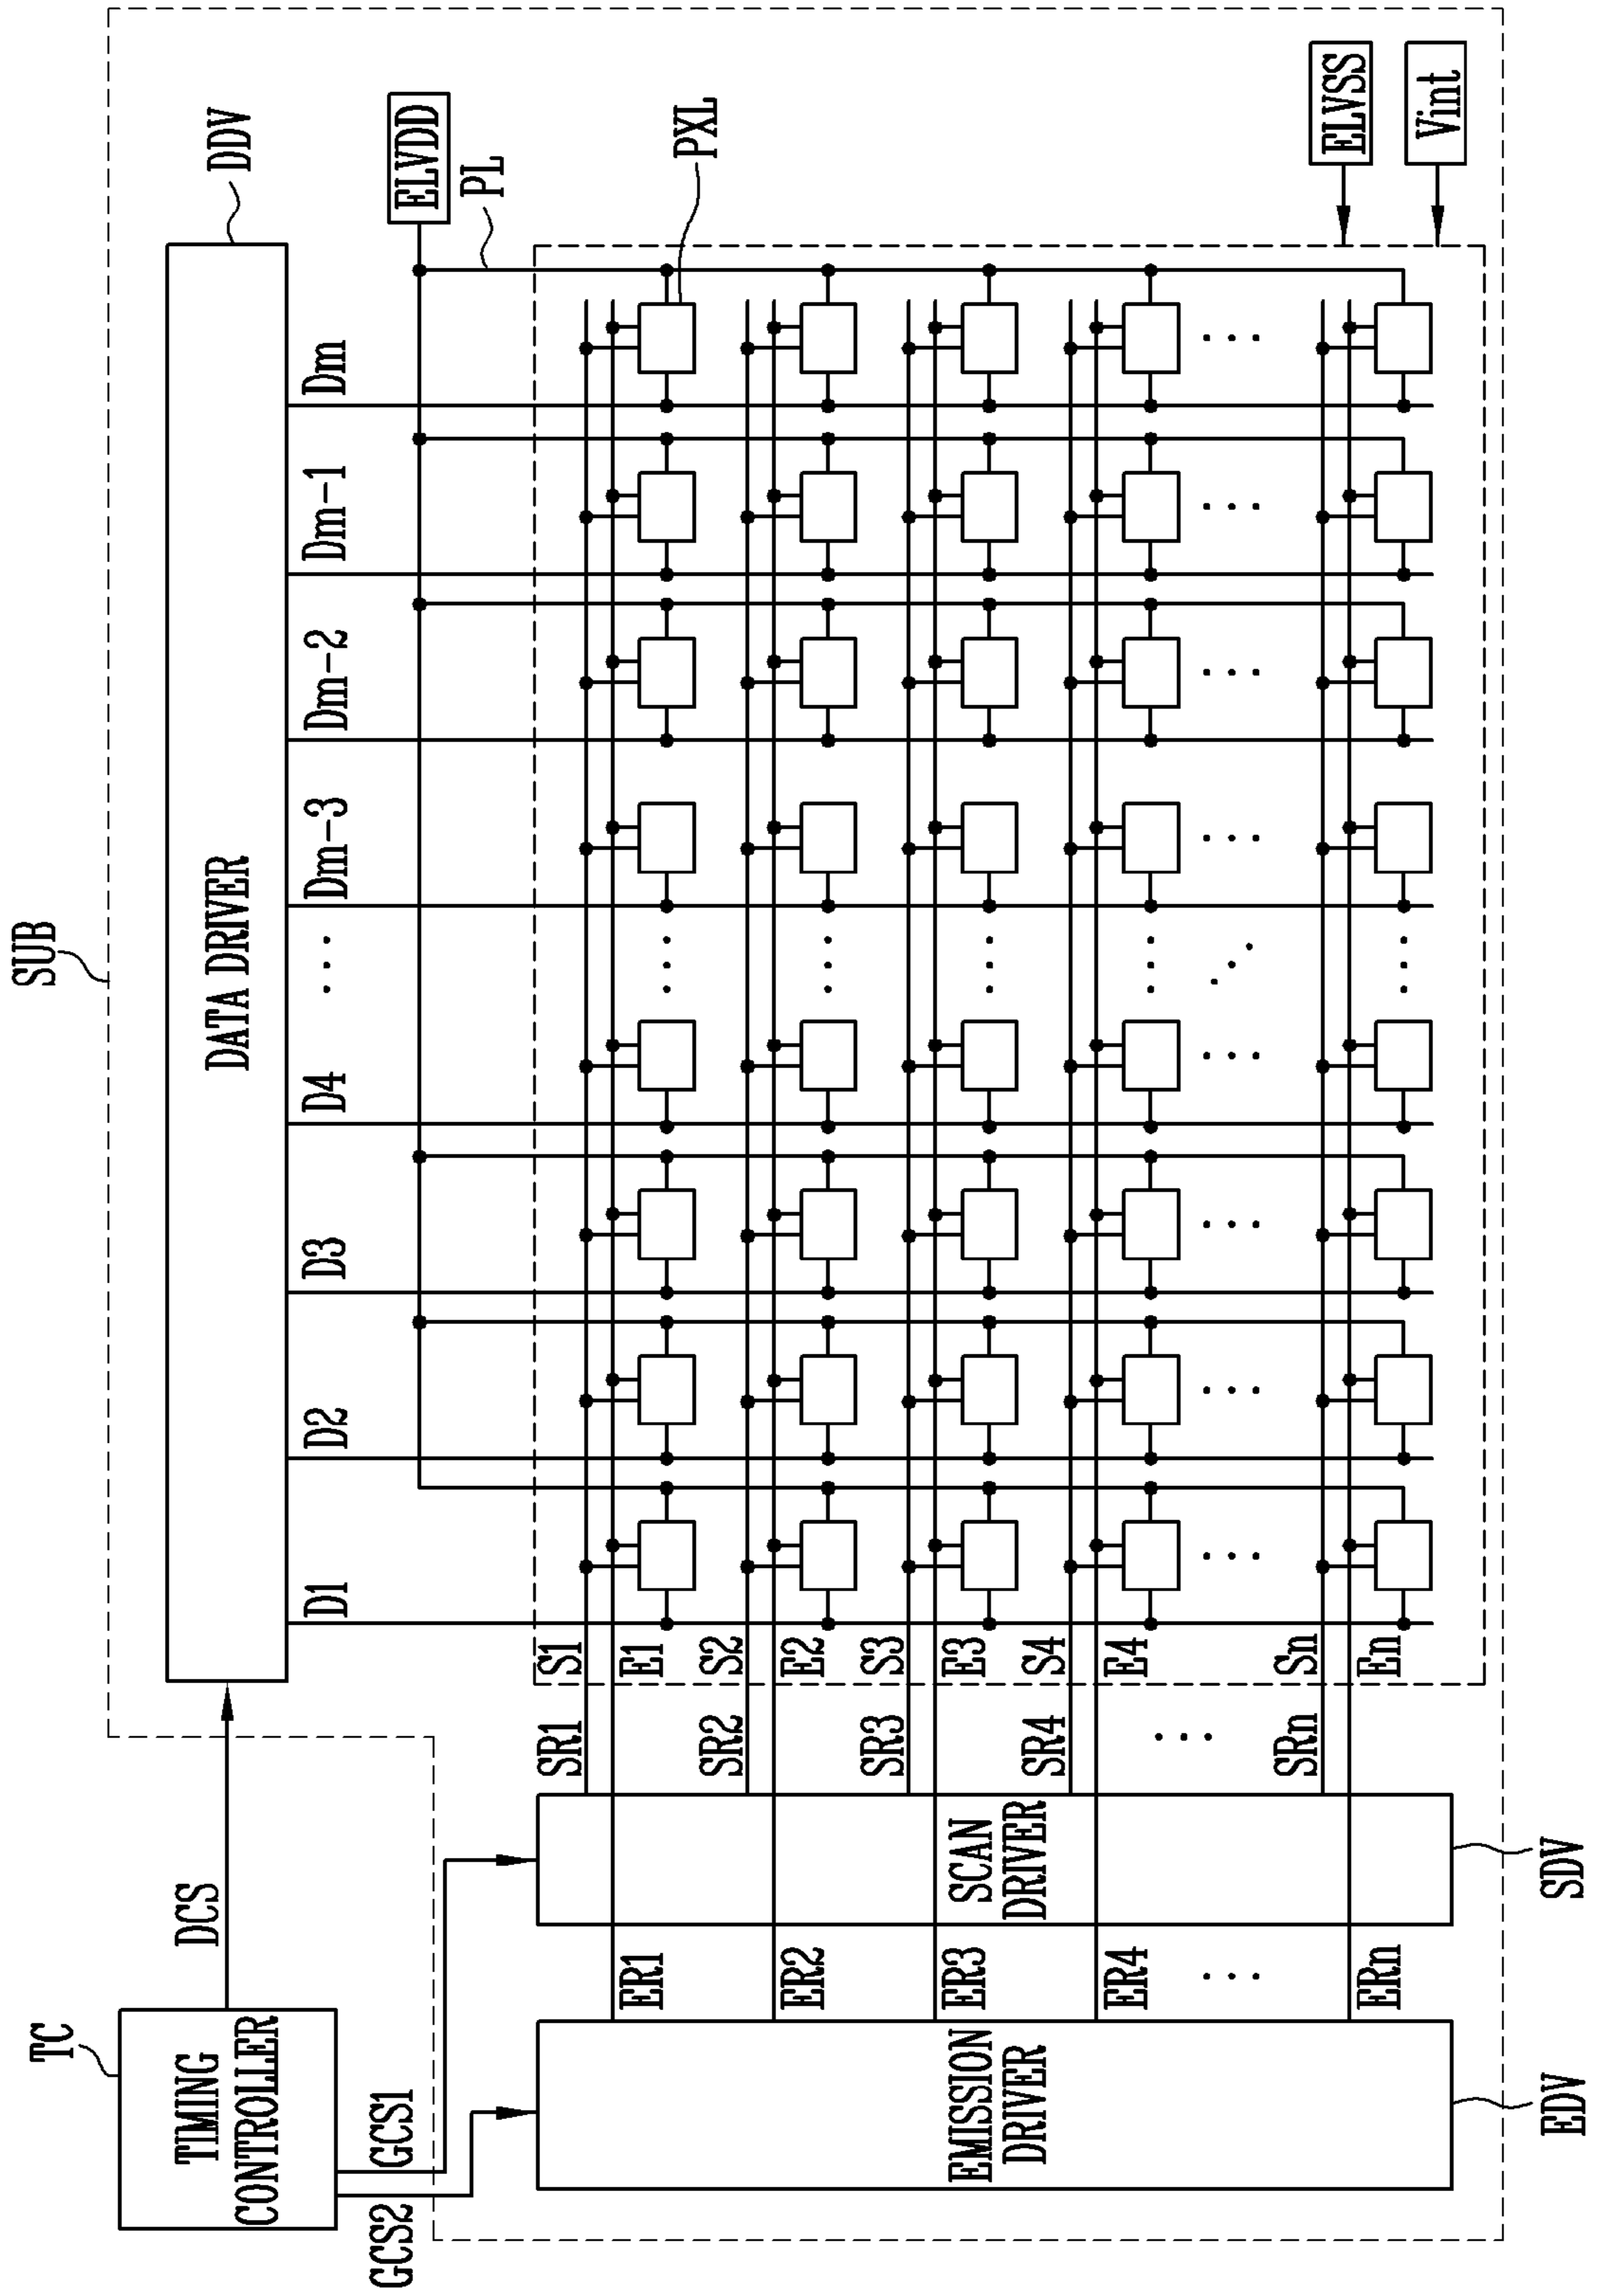 TC
TIMING
CONTROLLER
DCS
GCS1
GCS2
SUB
DATA DRIVER
DDV
D1
D2
D3
D4
...
Dm-3
Dm-2
Dm-1
Dm
ELVDD
PL
PXL
EMISSION
DRIVER
EDV
SCAN
DRIVER
SDV
ER1
ER2
ER3
ER4
...
ERn
SR1
SR2
SR3
SR4
...
SRn
S1
E1
S2
E2
S3
E3
S4
E4
Sn
En
ELVSS
Vint